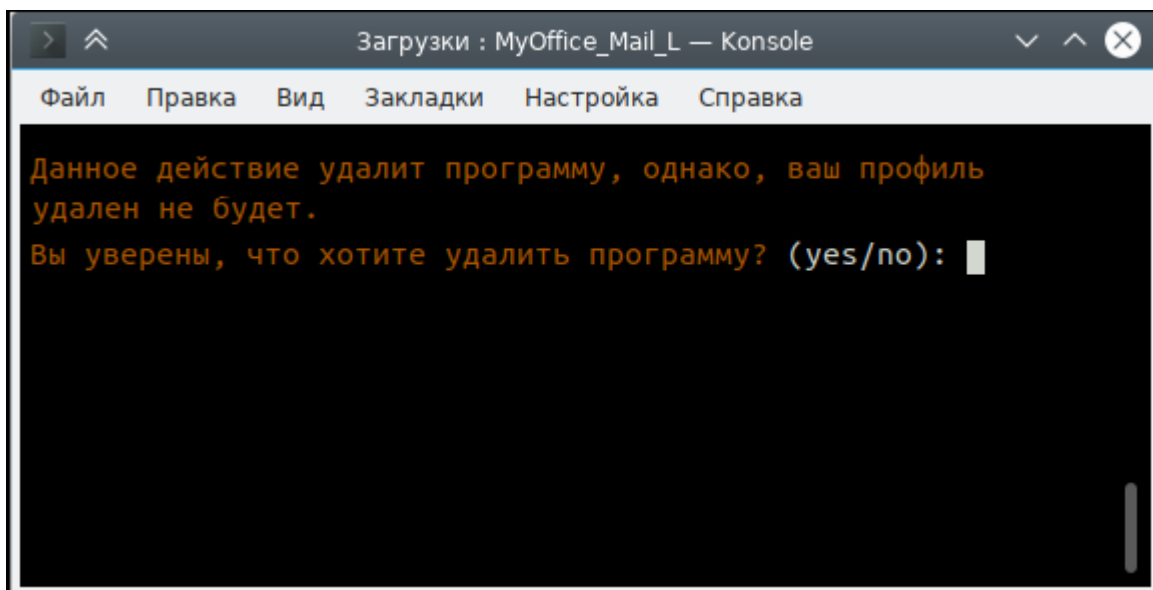 Загрузки : MyOffice_Mail_L — Konsole
Файл Правка Вид Закладки Настройка Справка
Данное действие удалит программу, однако, ваш профиль
удален не будет.
Вы уверены, что хотите удалить программу? (yes/no):